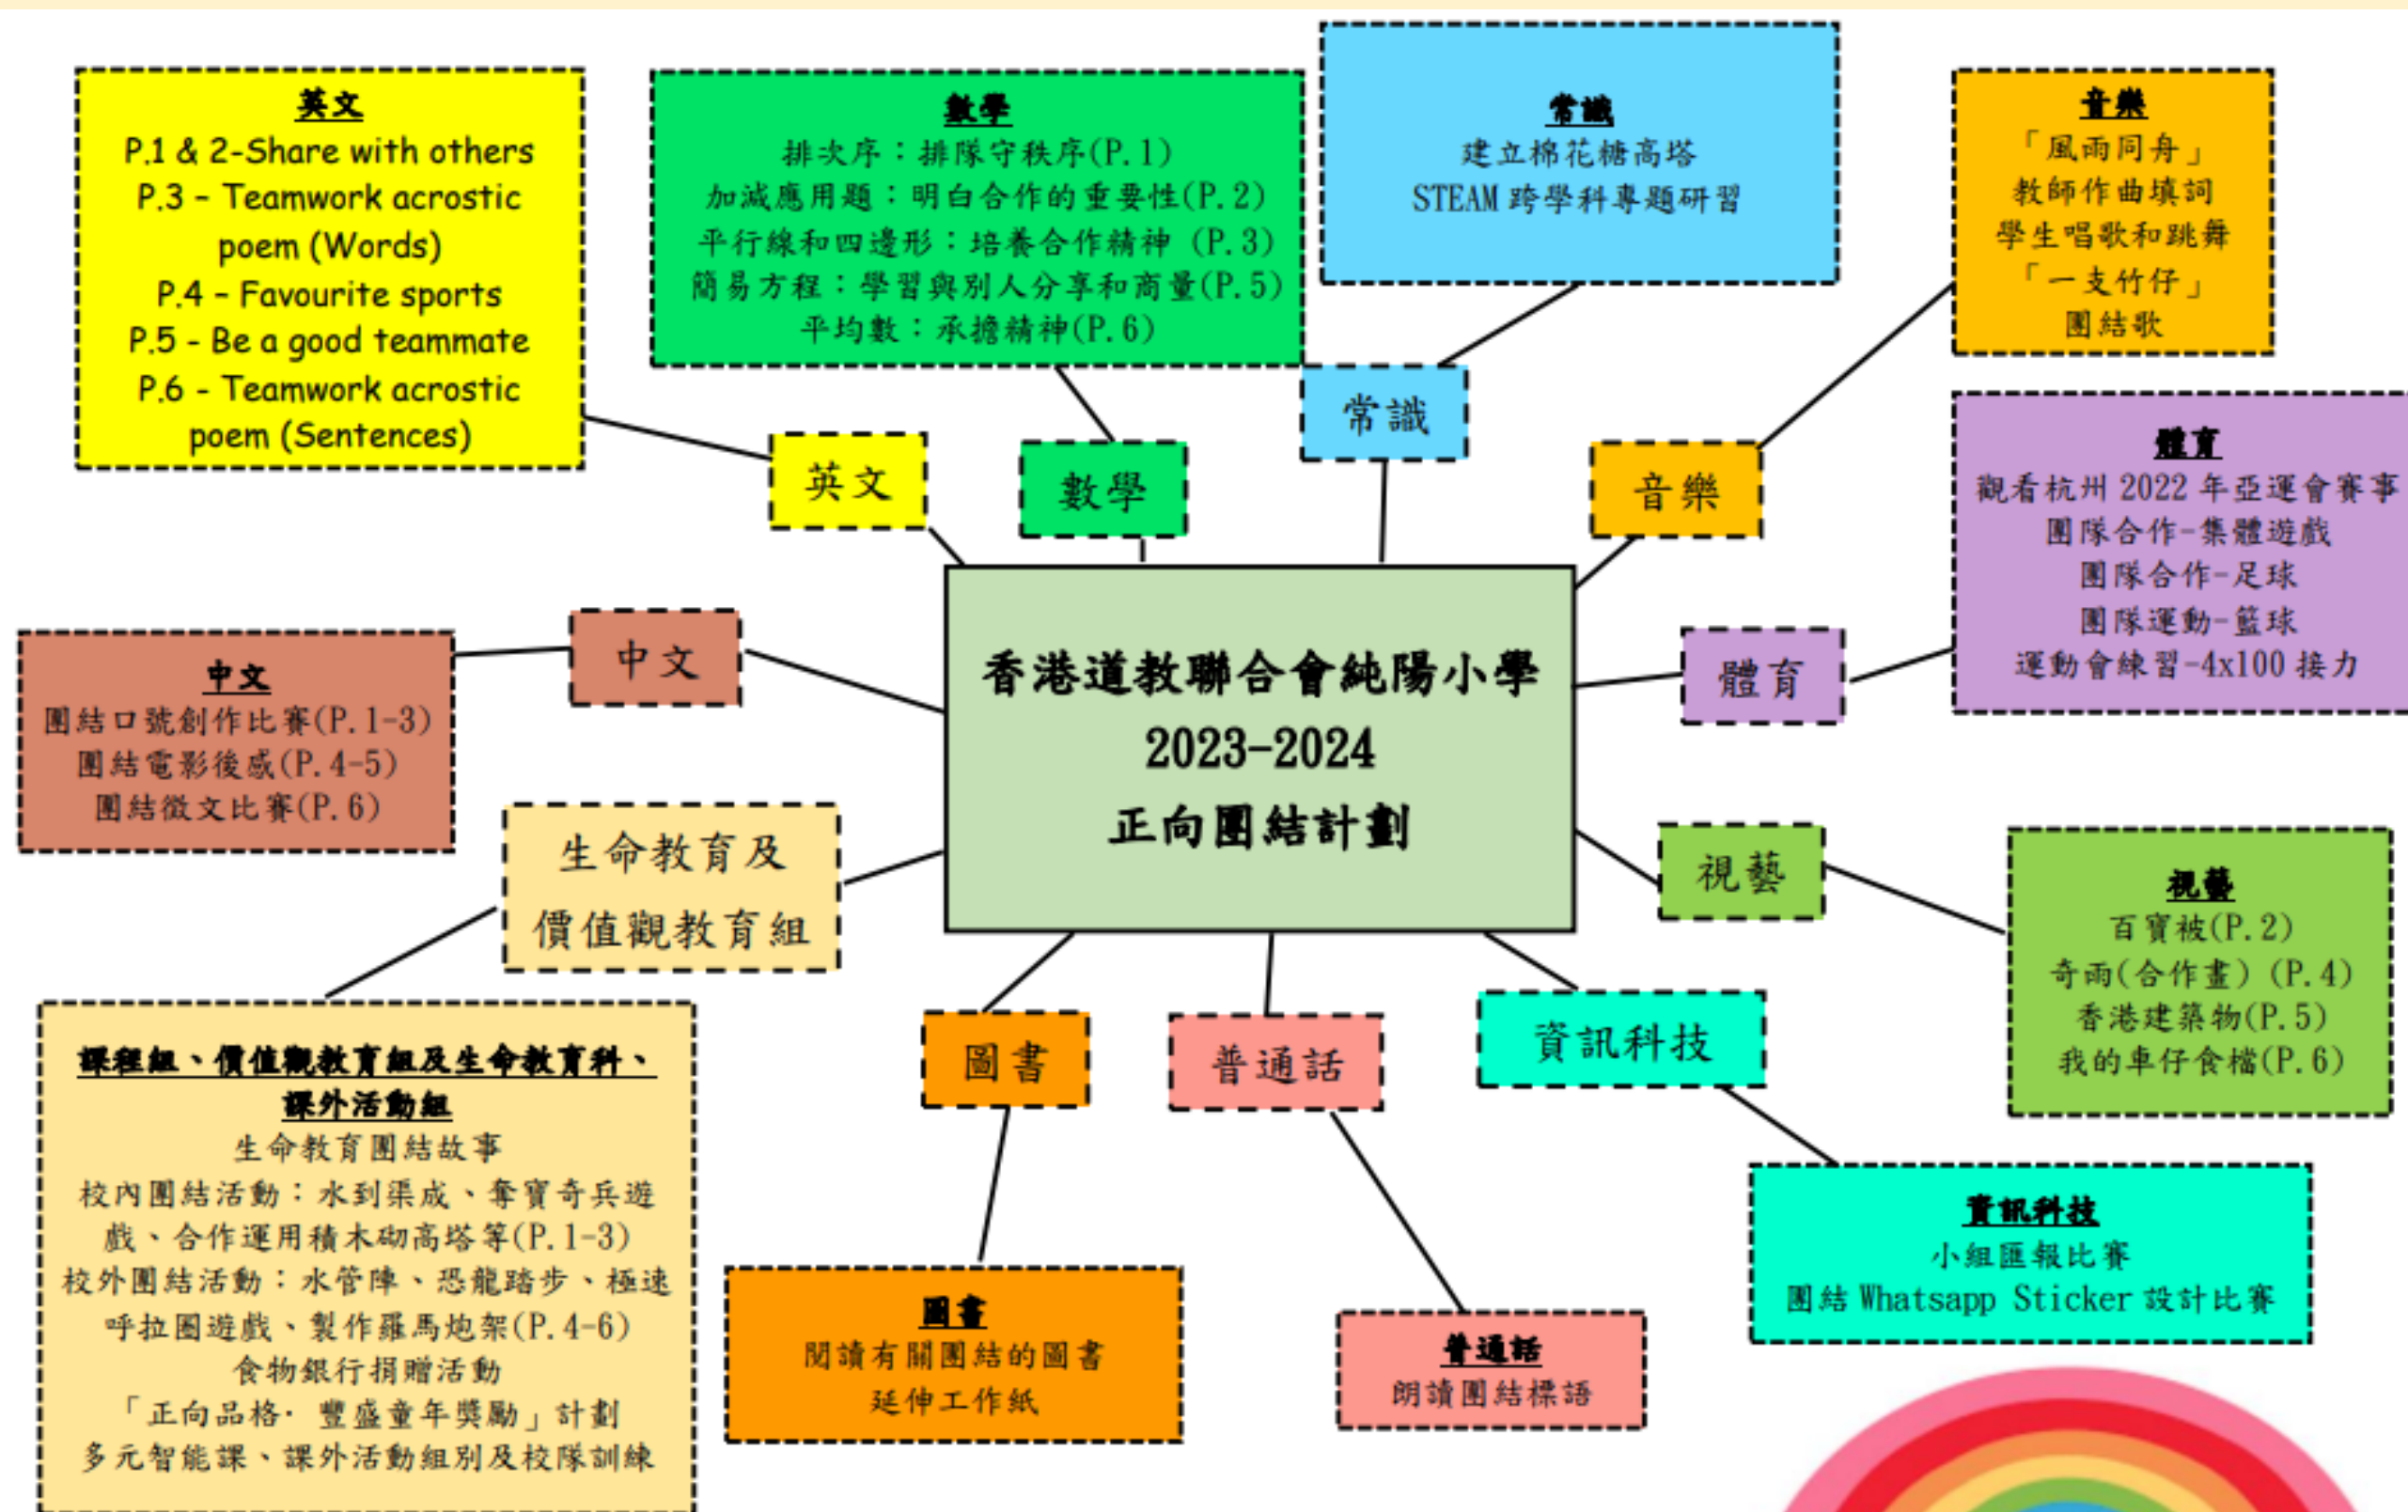 英文
P.1 & 2-Share with others
P.3 – Teamwork acrostic
poem (Words)
P.4 – Favourite sports
P.5 - Be a good teammate
P.6 - Teamwork acrostic
poem (Sentences)
數學
排次序：排隊守秩序(P.1)
加減應用題：明白合作的重要性(P.2)
平行線和四邊形：培養合作精神 (P.3)
簡易方程：學習與別人分享和商量(P.5)
平均數：承擔精神(P.6)
常識
建立棉花糖高塔
STEAM 跨學科專題研習
音樂
「風雨同舟」
教師作曲填詞
學生唱歌和跳舞
「一支竹仔」
團結歌
英文
數學
常識
音樂
體育
觀看杭州 2022 年亞運會賽事
團隊合作-集體遊戲
團隊合作-足球
團隊運動-籃球
運動會練習-4x100 接力
中文
團結口號創作比賽(P.1-3)
團結電影後感(P.4-5)
團結徵文比賽(P.6)
中文
香港道教聯合會純陽小學
2023-2024
正向團結計劃
體育
生命教育及
價值觀教育組
視藝
視藝
百寶被(P.2)
奇雨(合作畫) (P.4)
香港建築物(P.5)
我的車仔食檔(P.6)
課程組、價值觀教育組及生命教育科、
課外活動組
生命教育團結故事
校內團結活動：水到渠成、奪寶奇兵遊
戲、合作運用積木砌高塔等(P.1-3)
校外團結活動：水管陣、恐龍踏步、極速
呼拉圈遊戲、製作羅馬炮架(P.4-6)
食物銀行捐贈活動
「正向品格· 豐盛童年獎勵」計劃
多元智能課、課外活動組別及校隊訓練
圖書
普通話
資訊科技
圖書
閱讀有關團結的圖書
延伸工作紙
普通話
朗讀團結標語
資訊科技
小組匯報比賽
團結 Whatsapp Sticker 設計比賽